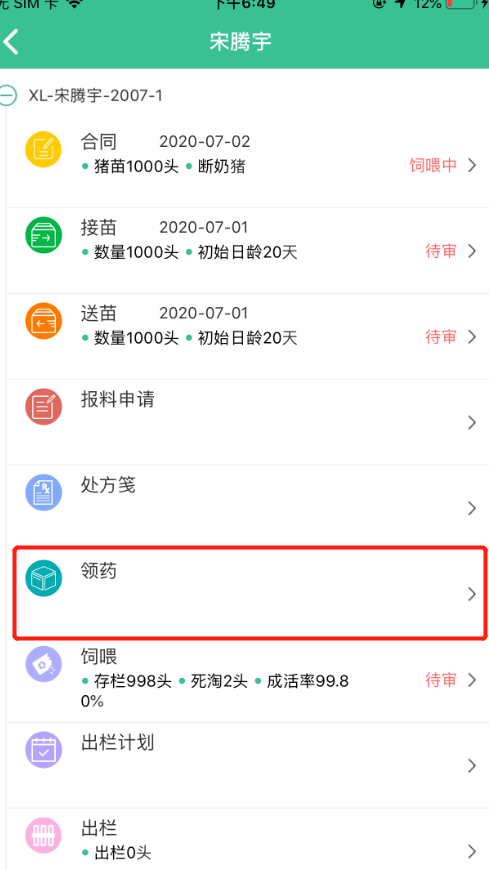 无 SIM 卡 下午6:49 12%
宋腾宇
XL-宋腾宇-2007-1
合同 2020-07-02
猪苗1000头 断奶猪 饲喂中
接苗 2020-07-01
数量1000头 初始日龄20天 待审
送苗 2020-07-01
数量1000头 初始日龄20天 待审
报料申请
处方笺
领药
饲喂
存栏998头 死淘2头 成活率99.8 待审
0%
出栏计划
出栏
出栏0头